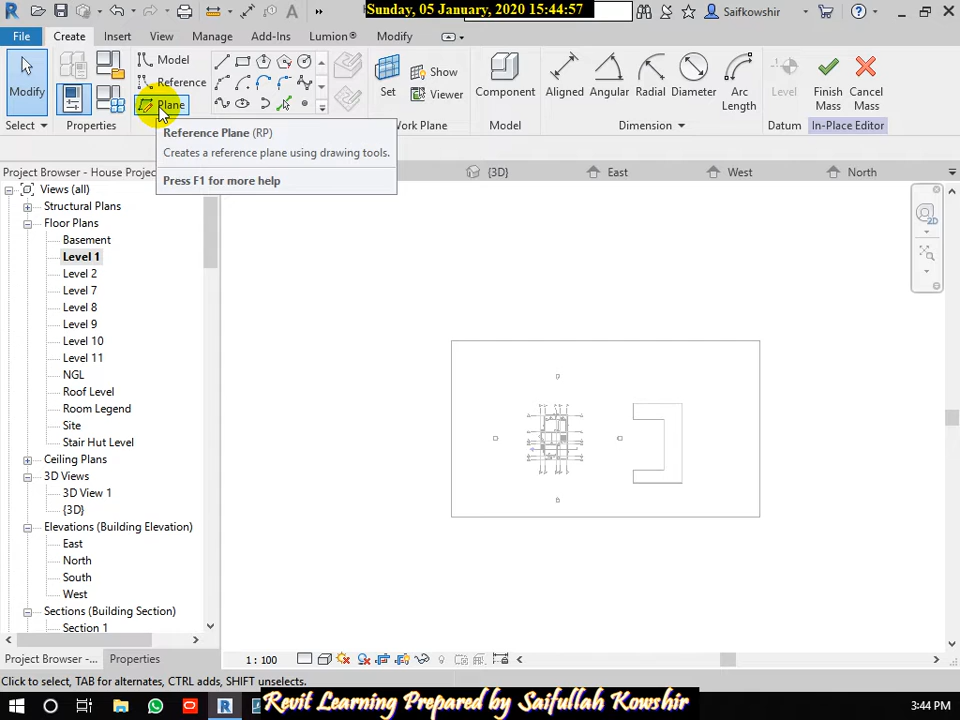 Sunday, 05 January, 2020 15:44:57
Saifkowshir
File Create Insert View Manage Add-Ins Lumion® Modify
Modify
Model
Reference
Plane
Set
Show
Viewer
Component
Aligned Angular Radial Diameter Arc Length
Level
Finish Mass
Cancel Mass
Select Properties Work Plane Model Dimension Datum In-Place Editor
Reference Plane (RP)
Creates a reference plane using drawing tools.
Press F1 for more help
Project Browser - House Proj
{3D} East West North
Views (all)
Structural Plans
Floor Plans
Basement
Level 1
Level 2
Level 7
Level 8
Level 9
Level 10
Level 11
NGL
Roof Level
Room Legend
Site
Stair Hut Level
Ceiling Plans
3D Views
3D View 1
{3D}
Elevations (Building Elevation)
East
North
South
West
Sections (Building Section)
Section 1
2D
Project Browser -... Properties
1 : 100
Click to select, TAB for alternates, CTRL adds, SHIFT unselects.
Revit Learning Prepared by Saifullah Kowshir
3:44 PM